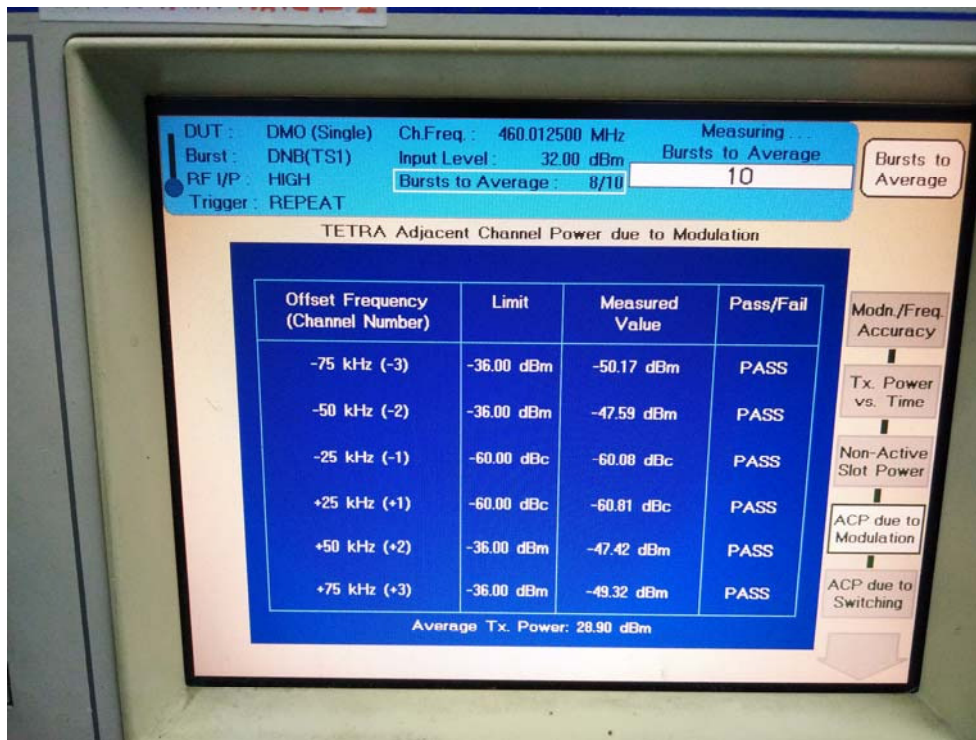 DUT : DMO (Single) Ch.Freq. : 460.012500 MHz Measuring ...
Burst : DNB(TS1) Input Level : 32.00 dBm Bursts to Average
RF I/P : HIGH Bursts to Average : 8/10 10
Trigger : REPEAT
Bursts to
Average
TETRA Adjacent Channel Power due to Modulation
Offset Frequency Limit Measured Pass/Fail
(Channel Number) Value
-75 kHz (-3) -36.00 dBm -50.17 dBm PASS
-50 kHz (-2) -36.00 dBm -47.59 dBm PASS
-25 kHz (-1) -60.00 dBc -60.08 dBc PASS
+25 kHz (+1) -60.00 dBc -60.81 dBc PASS
+50 kHz (+2) -36.00 dBm -47.42 dBm PASS
+75 kHz (+3) -36.00 dBm -49.32 dBm PASS
Average Tx. Power: 28.90 dBm
Modn./Freq.
Accuracy
Tx. Power
vs. Time
Non-Active
Slot Power
ACP due to
Modulation
ACP due to
Switching